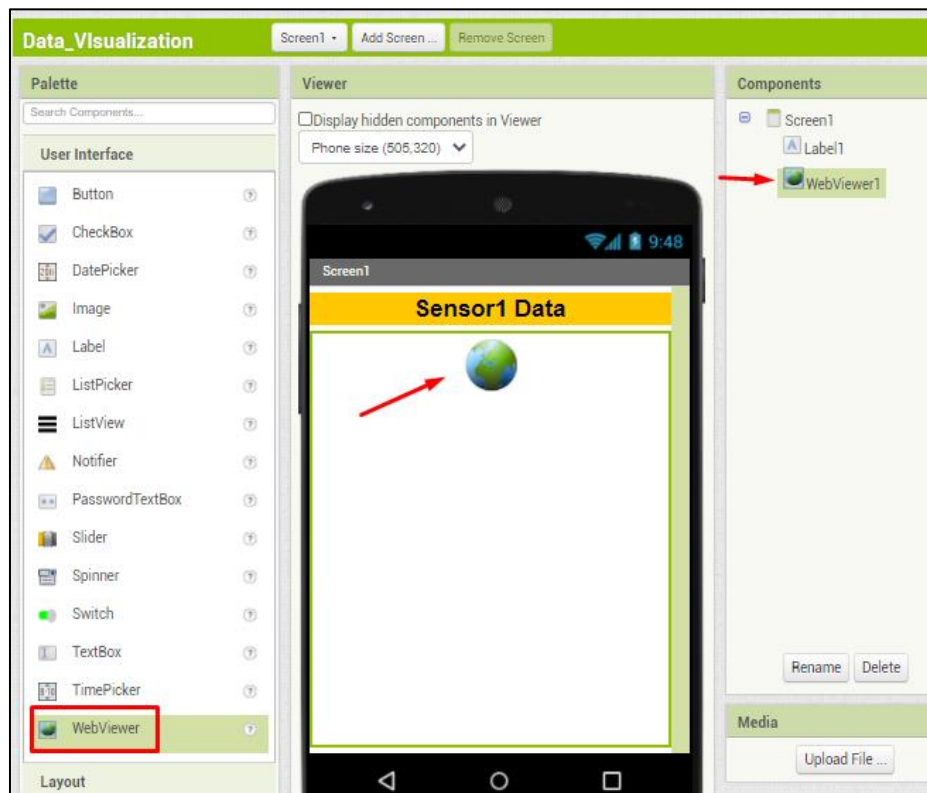 Data_VIsualization
Screen1
Add Screen ...
Remove Screen
Palette
Search Components...
User Interface
Button
CheckBox
DatePicker
Image
Label
ListPicker
ListView
Notifier
PasswordTextBox
Slider
Spinner
Switch
TextBox
TimePicker
WebViewer
Layout
Viewer
Display hidden components in Viewer
Phone size (505,320)
9:48
Screen1
Sensor1 Data
Components
Screen1
Label1
WebViewer1
Rename
Delete
Media
Upload File ...